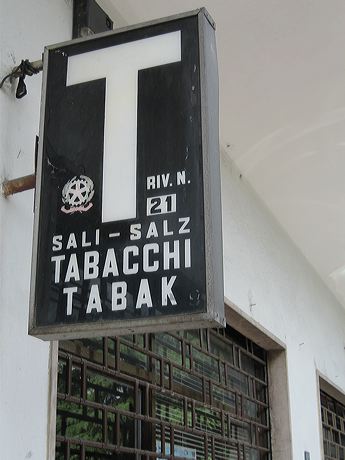 T
RIV. N.
21
SALI - SALZ
TABACCHI
TABAK